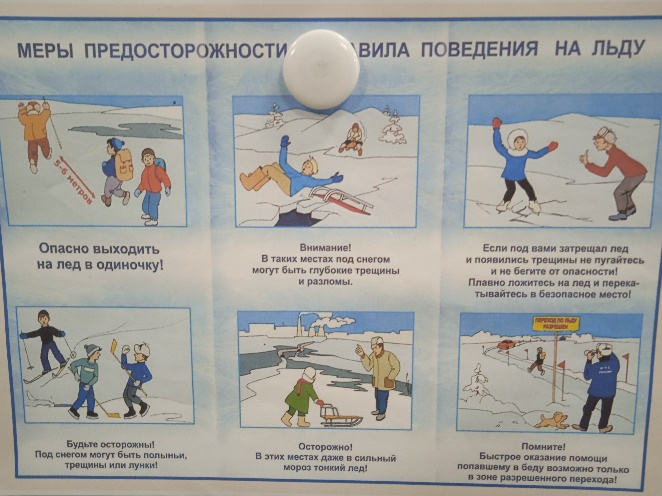 МЕРЫ ПРЕДОСТОРОЖНОСТИ АВИЛА ПОВЕДЕНИЯ НА ЛЬДУ
5-6 метров
Опасно выходить
на лед в одиночку!
Внимание!
В таких местах под снегом
могут быть глубокие трещины
и разломы.
Если под вами затрещал лед
и появились трещины не пугайтесь
и не бегите от опасности!
Плавно ложитесь на лед и перека-
тывайтесь в безопасное место!
ПЕРЕХОД ПО ЛЬДУ
РАЗРЕШЕН
Будьте осторожны!
Под снегом могут быть полыньи,
трещины или лунки!
Осторожно!
В этих местах даже в сильный
мороз тонкий лед!
Помните!
Быстрое оказание помощи
попавшему в беду возможно только
в зоне разрешенного перехода!